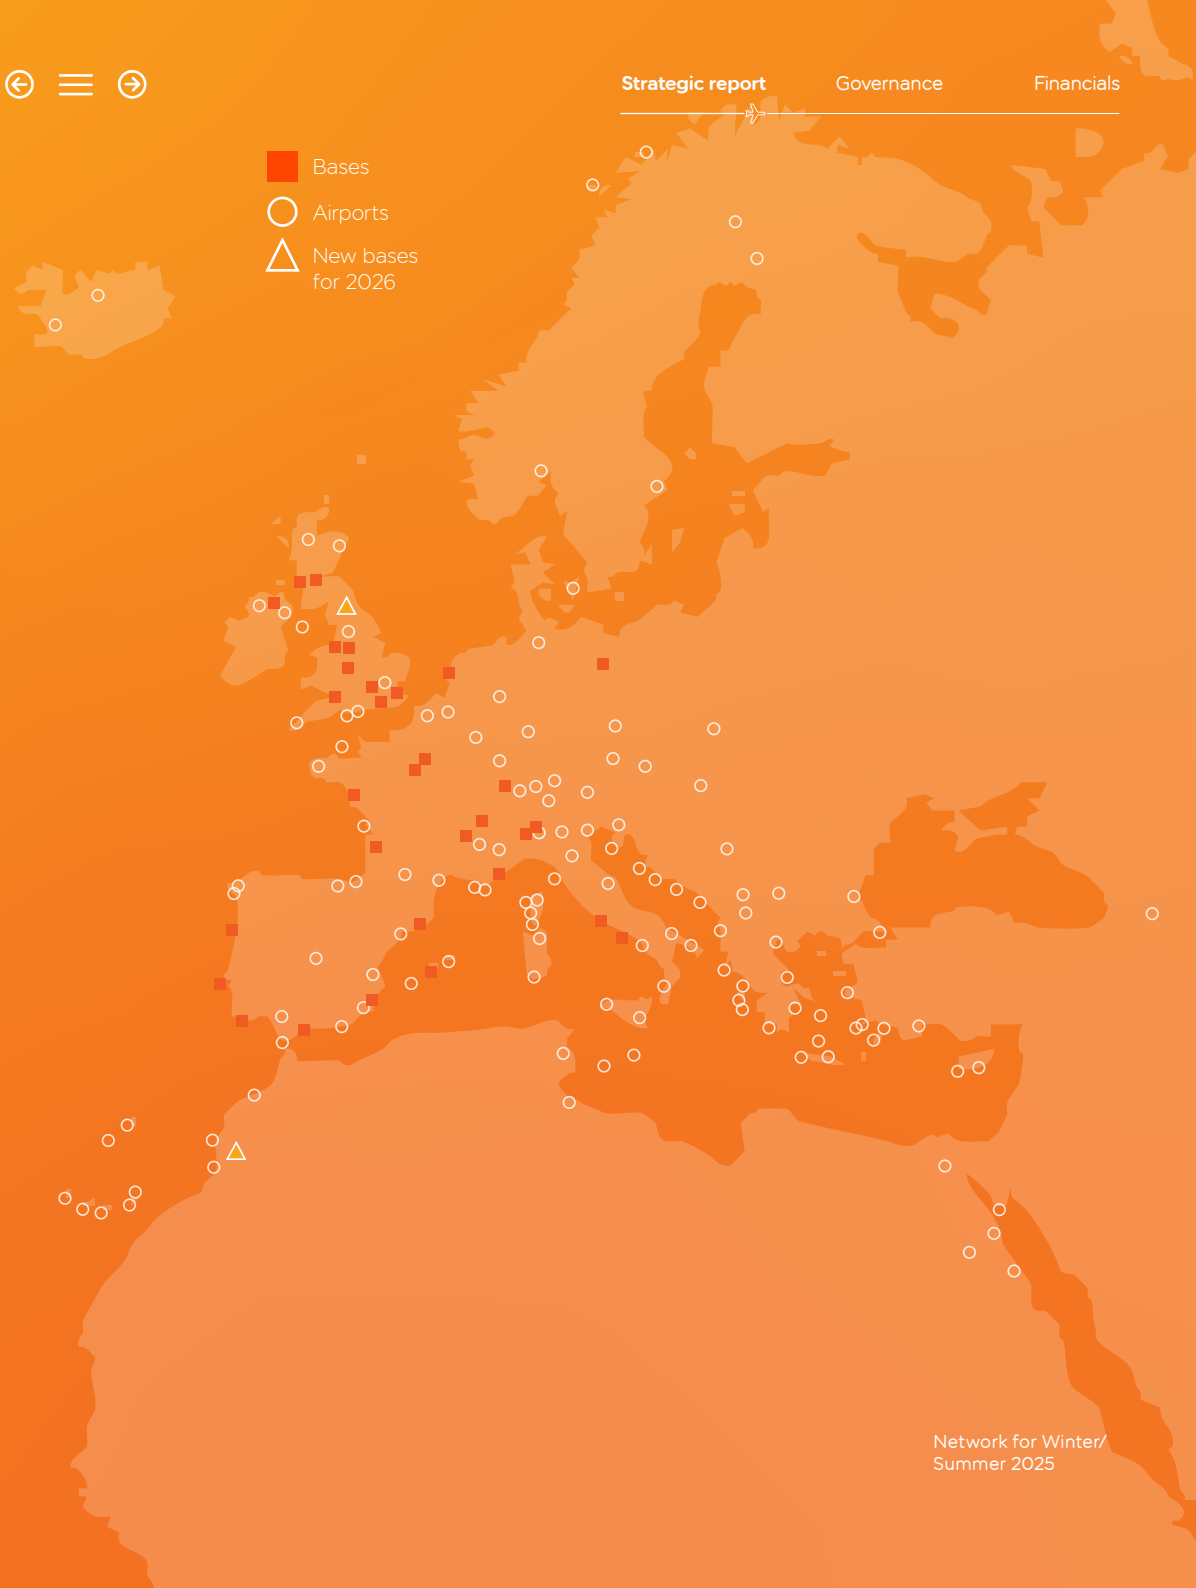 Strategic report
Governance
Financials
Bases
Airports
New bases
for 2026
Network for Winter/
Summer 2025